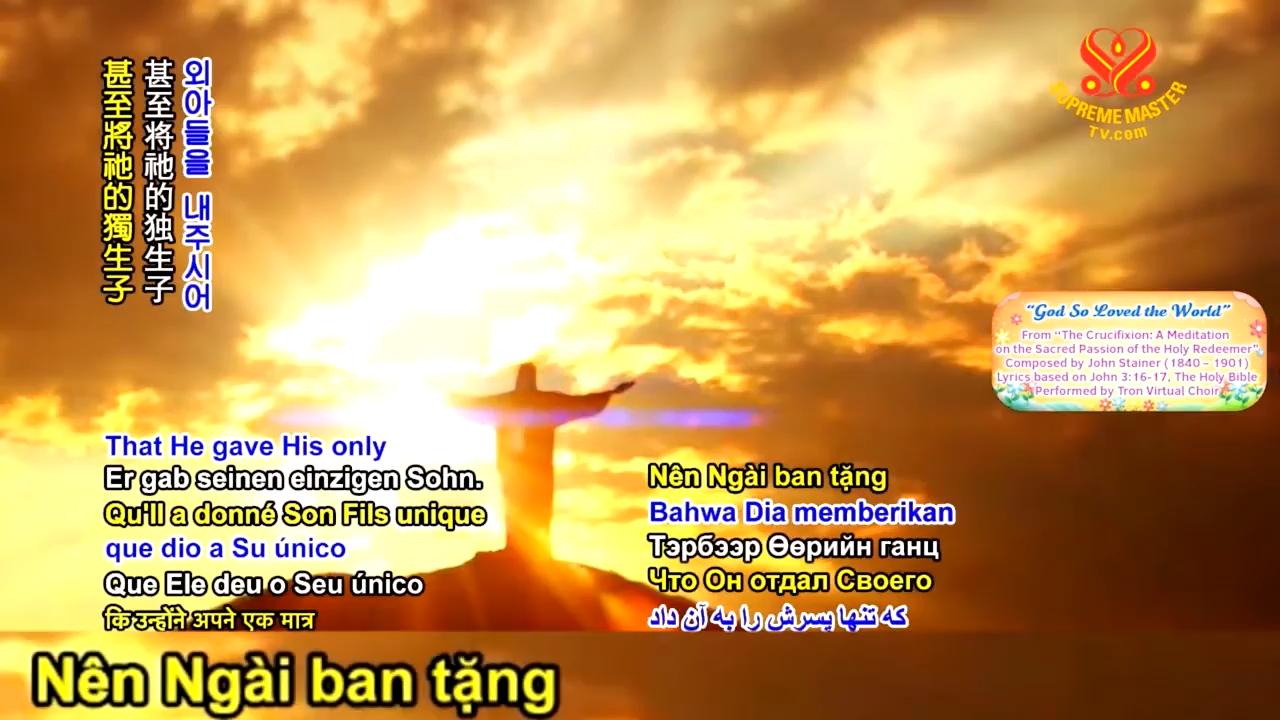 甚至將祂的獨生子
甚至将祂的独生子
외아들을 내주시어
SUPREME MASTER
TV.com
“God So Loved the World”
From “The Crucifixion: A Meditation
on the Sacred Passion of the Holy Redeemer”
Composed by John Stainer (1840 – 1901)
Lyrics based on John 3:16-17, The Holy Bible
Performed by Tron Virtual Choir
That He gave His only
Er gab seinen einzigen Sohn.
Qu'Il a donné Son Fils unique
que dio a Su único
Que Ele deu o Seu único
कि उन्होंने अपने एक मात्र
Nên Ngài ban tặng
Bahwa Dia memberikan
Тэрбээр Өөрийн ганц
Что Он отдал Своего
که تنها پسرش را به آن داد
Nên Ngài ban tặng